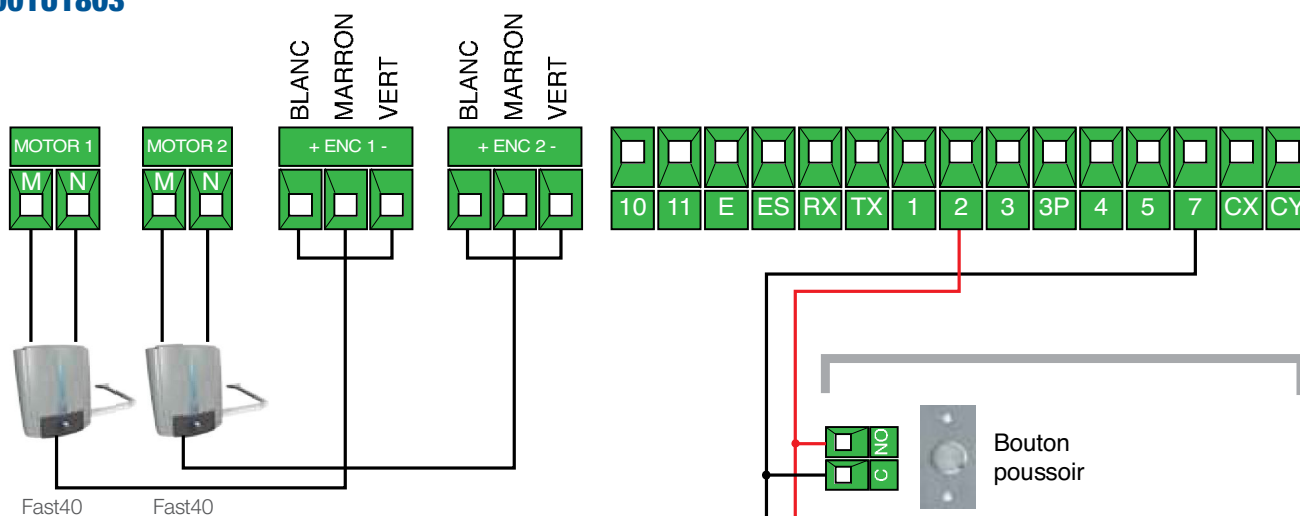 BLANC MARRON VERT BLANC MARRON VERT
MOTOR 1 MOTOR 2 + ENC 1 - + ENC 2 -
M N M N
10 11 E ES RX TX 1 2 3 3P 4 5 7 CX CY
NO
C
Bouton
poussoir
Fast40 Fast40